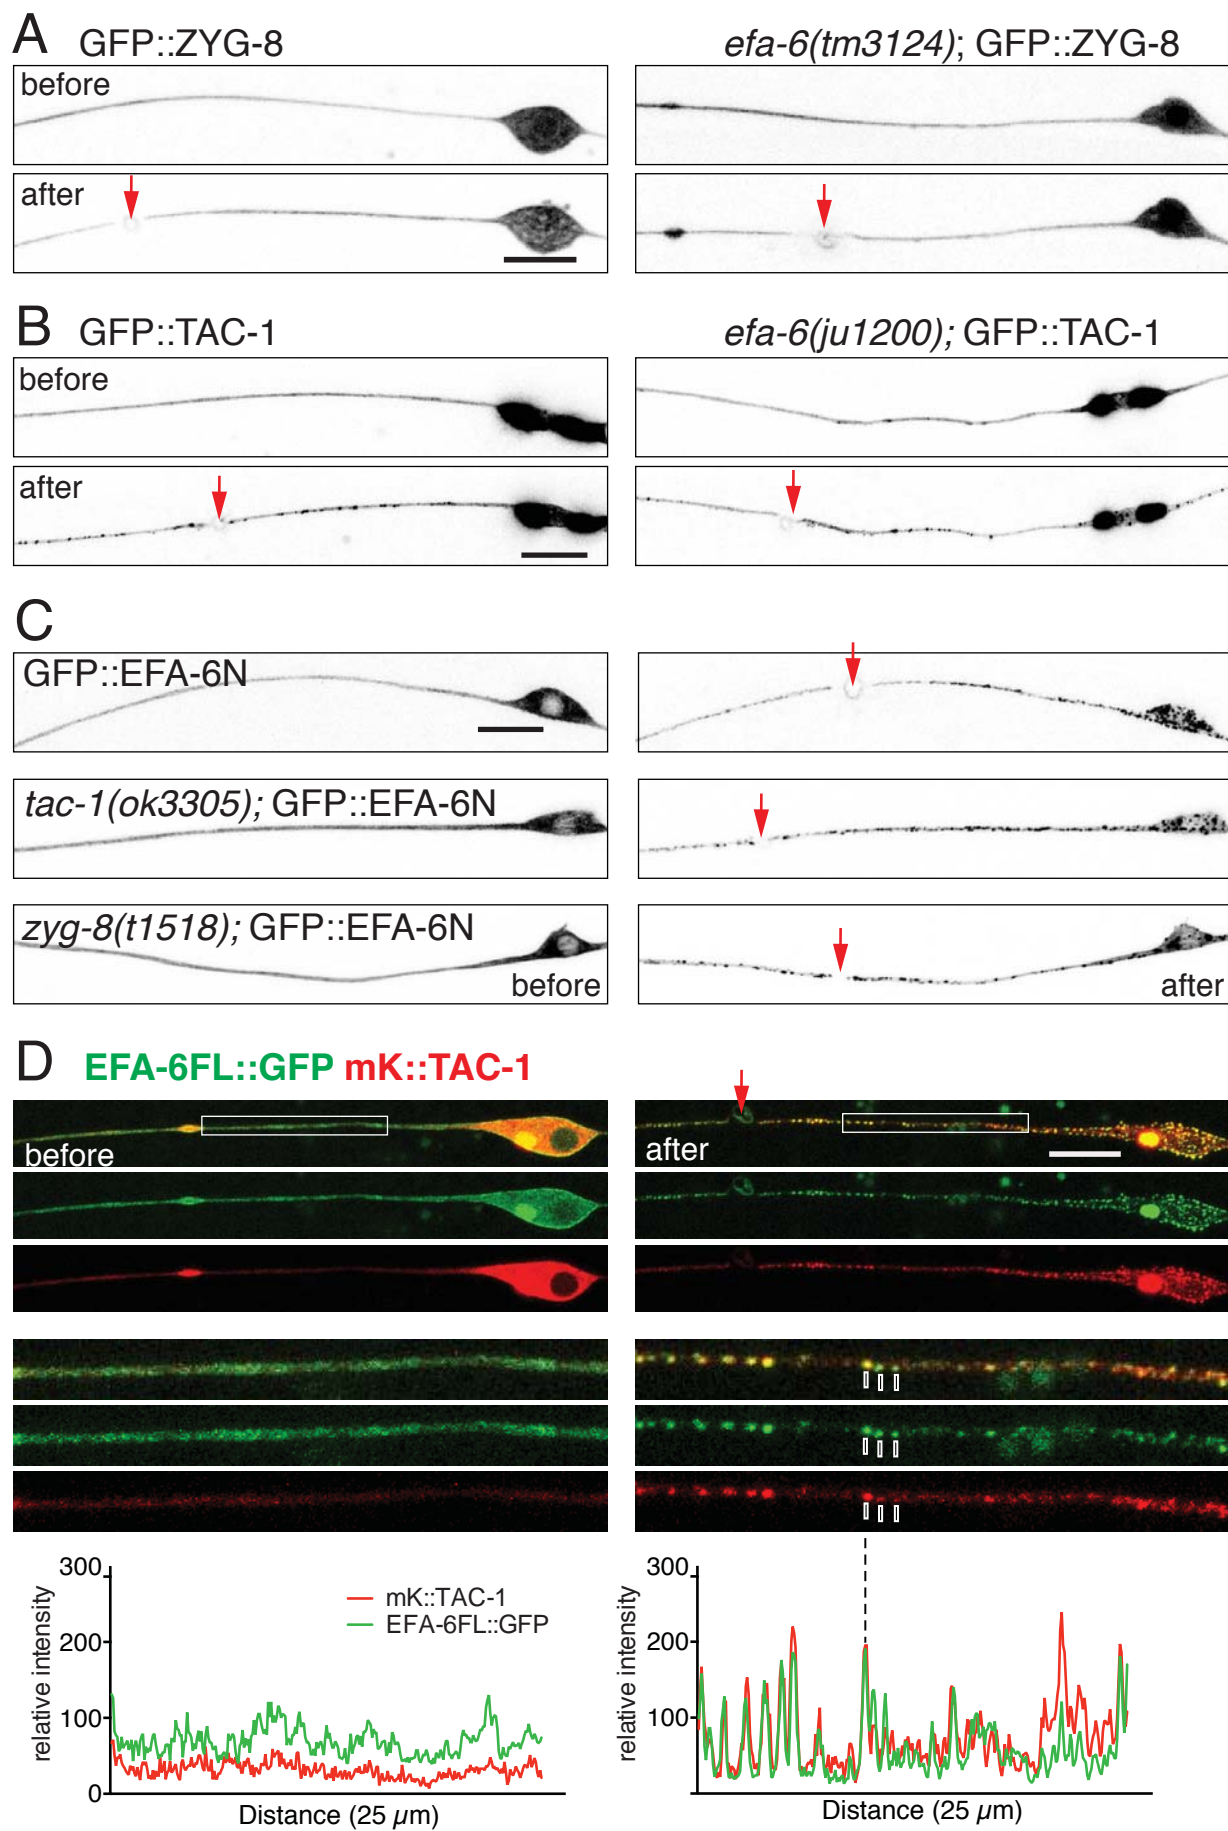 A GFP::ZYG-8
efa-6(tm3124); GFP::ZYG-8
before
after
B GFP::TAC-1
efa-6(ju1200); GFP::TAC-1
before
after
C
GFP::EFA-6N
tac-1(ok3305); GFP::EFA-6N
zyg-8(t1518); GFP::EFA-6N
before
after
D EFA-6FL::GFP mK::TAC-1
before
after
300
200
100
0
relative intensity
mK::TAC-1
EFA-6FL::GFP
Distance (25 µm)
300
200
100
relative intensity
Distance (25 µm)